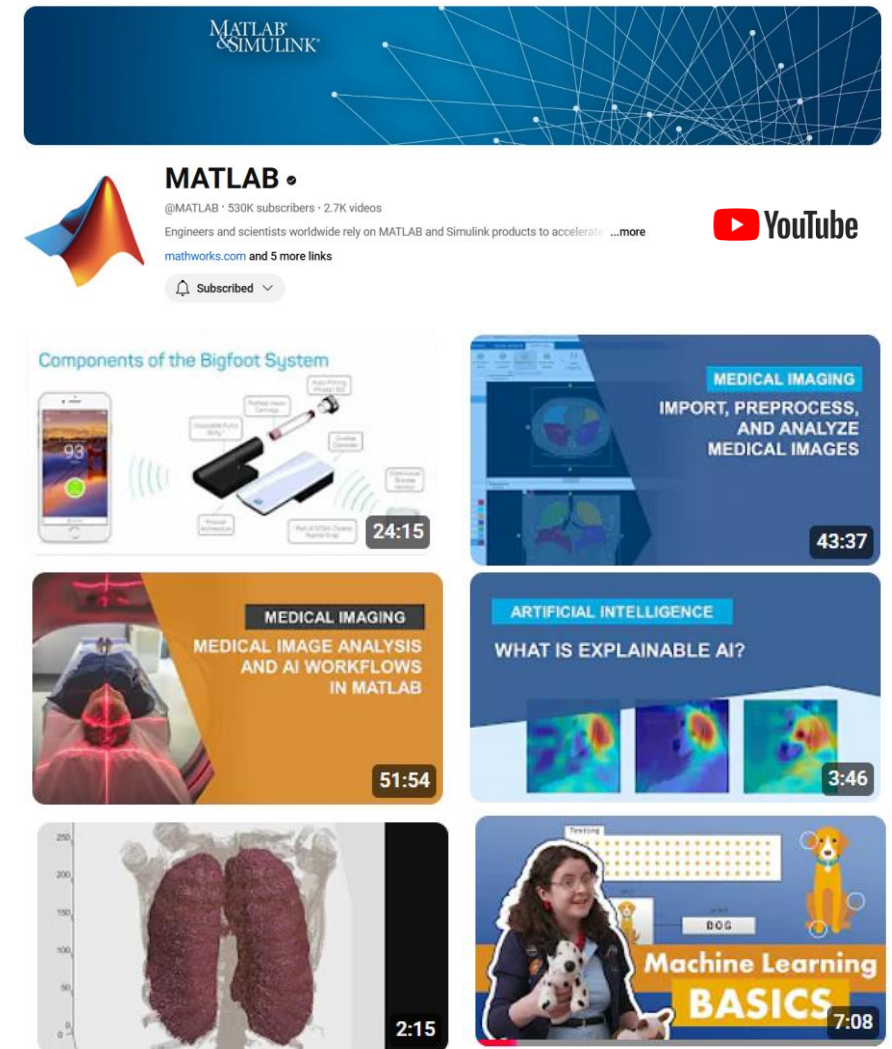 MATLAB®
&SIMULINK®
MATLAB
@MATLAB · 530K subscribers · 2.7K videos
Engineers and scientists worldwide rely on MATLAB and Simulink products to accelerate ...more
mathworks.com and 5 more links
Subscribed
YouTube
Components of the Bigfoot System
93
24:15
MEDICAL IMAGING
IMPORT, PREPROCESS,
AND ANALYZE
MEDICAL IMAGES
43:37
MEDICAL IMAGING
MEDICAL IMAGE ANALYSIS
AND AI WORKFLOWS
IN MATLAB
51:54
ARTIFICIAL INTELLIGENCE
WHAT IS EXPLAINABLE AI?
3:46
250
200
150
100
50
0
0
2:15
Testing
DOG
Machine Learning
BASICS
7:08